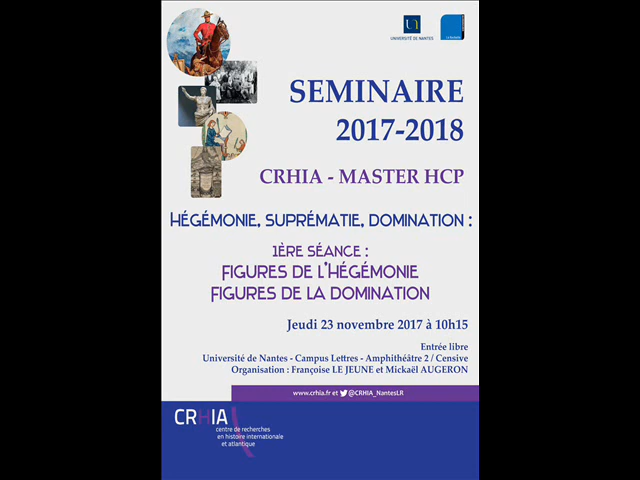 UNIVERSITÉ DE NANTES
SEMINAIRE
2017-2018
CRHIA - MASTER HCP
HÉGÉMONIE, SUPRÉMATIE, DOMINATION :
1ÈRE SÉANCE :
FIGURES DE L'HÉGÉMONIE
FIGURES DE LA DOMINATION
Jeudi 23 novembre 2017 à 10h15
Entrée libre
Université de Nantes - Campus Lettres - Amphithéâtre 2 / Censive
Organisation : Françoise LE JEUNE et Mickaël AUGERON
www.crhia.fr et @CRHIA_NantesLR
CRHIA
centre de recherches
en histoire internationale
et atlantique